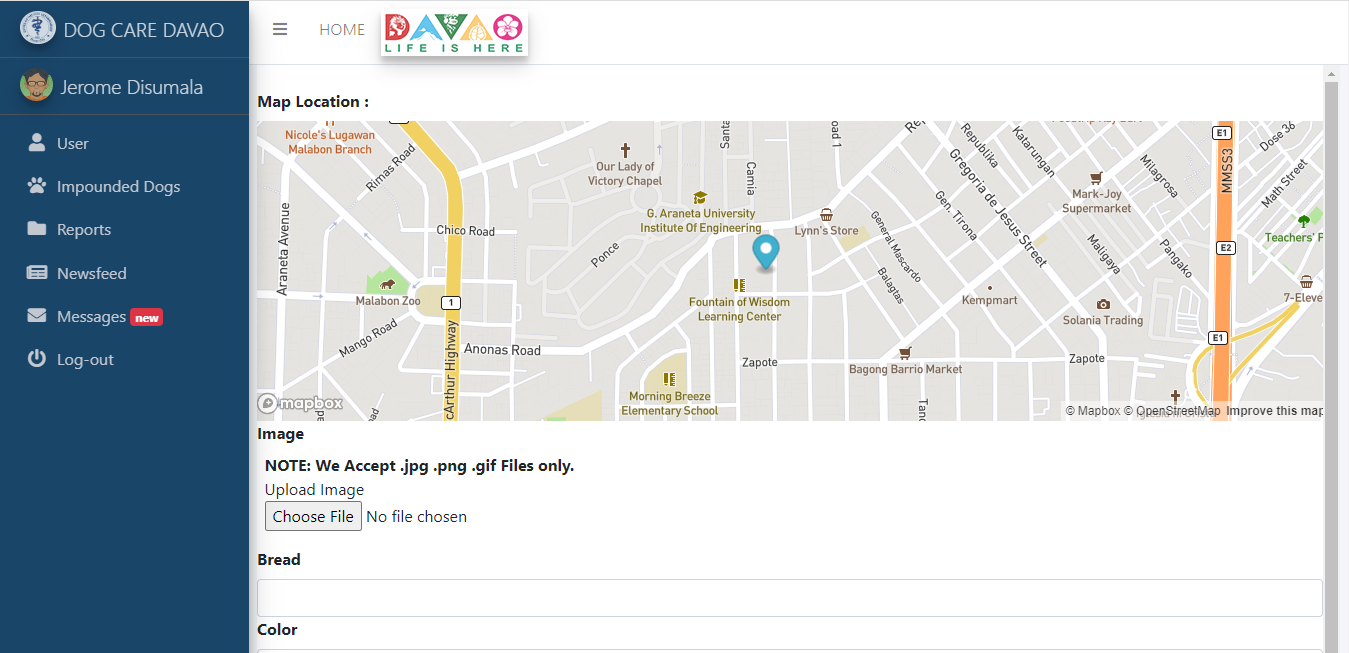 DOG CARE DAVAO
HOME
DAVAO
LIFE IS HERE
Jerome Disumala
User
Impounded Dogs
Reports
Newsfeed
Messages new
Log-out
Map Location :
Nicole's Lugawan
Malabon Branch
Rimas Road
Araneta Avenue
Chico Road
Malabon Zoo
Mango Road
1
cArthur Highway
Anonas Road
Our Lady of
Victory Chapel
Santa
Camia
G. Araneta University
Institute Of Engineering
Ponce
Fountain of Wisdom
Learning Center
Morning Breeze
Elementary School
Zapote
Lynn's Store
General Mascardo
Balagtas
Bagong Barrio Market
Republika
Katarungan
Gregoria de Jesus Street
Gen. Tirona
Mark-Joy
Supermarket
Milagrosa
Maligaya
Pangako
Kempmart
Solania Trading
Zapote
E1
MMSS3
E2
E1
Dose 36
Math Street
Teachers' F
7-Eleve
mapbox
© Mapbox © OpenStreetMap Improve this map
Image
NOTE: We Accept .jpg .png .gif Files only.
Upload Image
Choose File No file chosen
Bread
Color